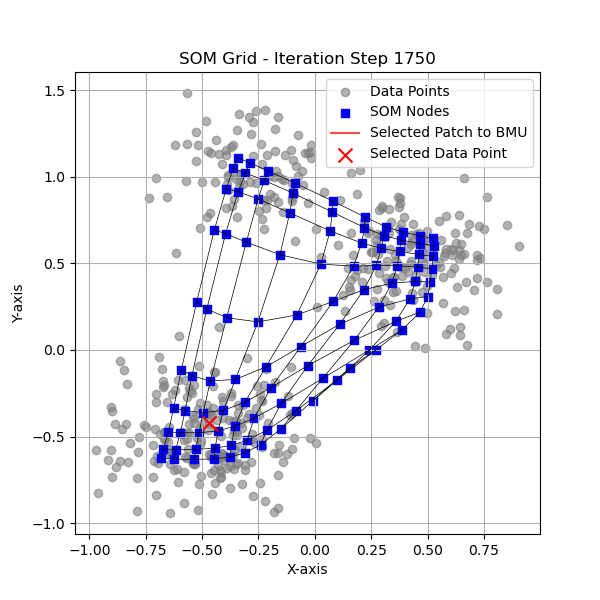 SOM Grid - Iteration Step 1750
Data Points
SOM Nodes
Selected Patch to BMU
Selected Data Point
1.5
1.0
0.5
0.0
−0.5
−1.0
Y-axis
−1.00 −0.75 −0.50 −0.25 0.00 0.25 0.50 0.75
X-axis